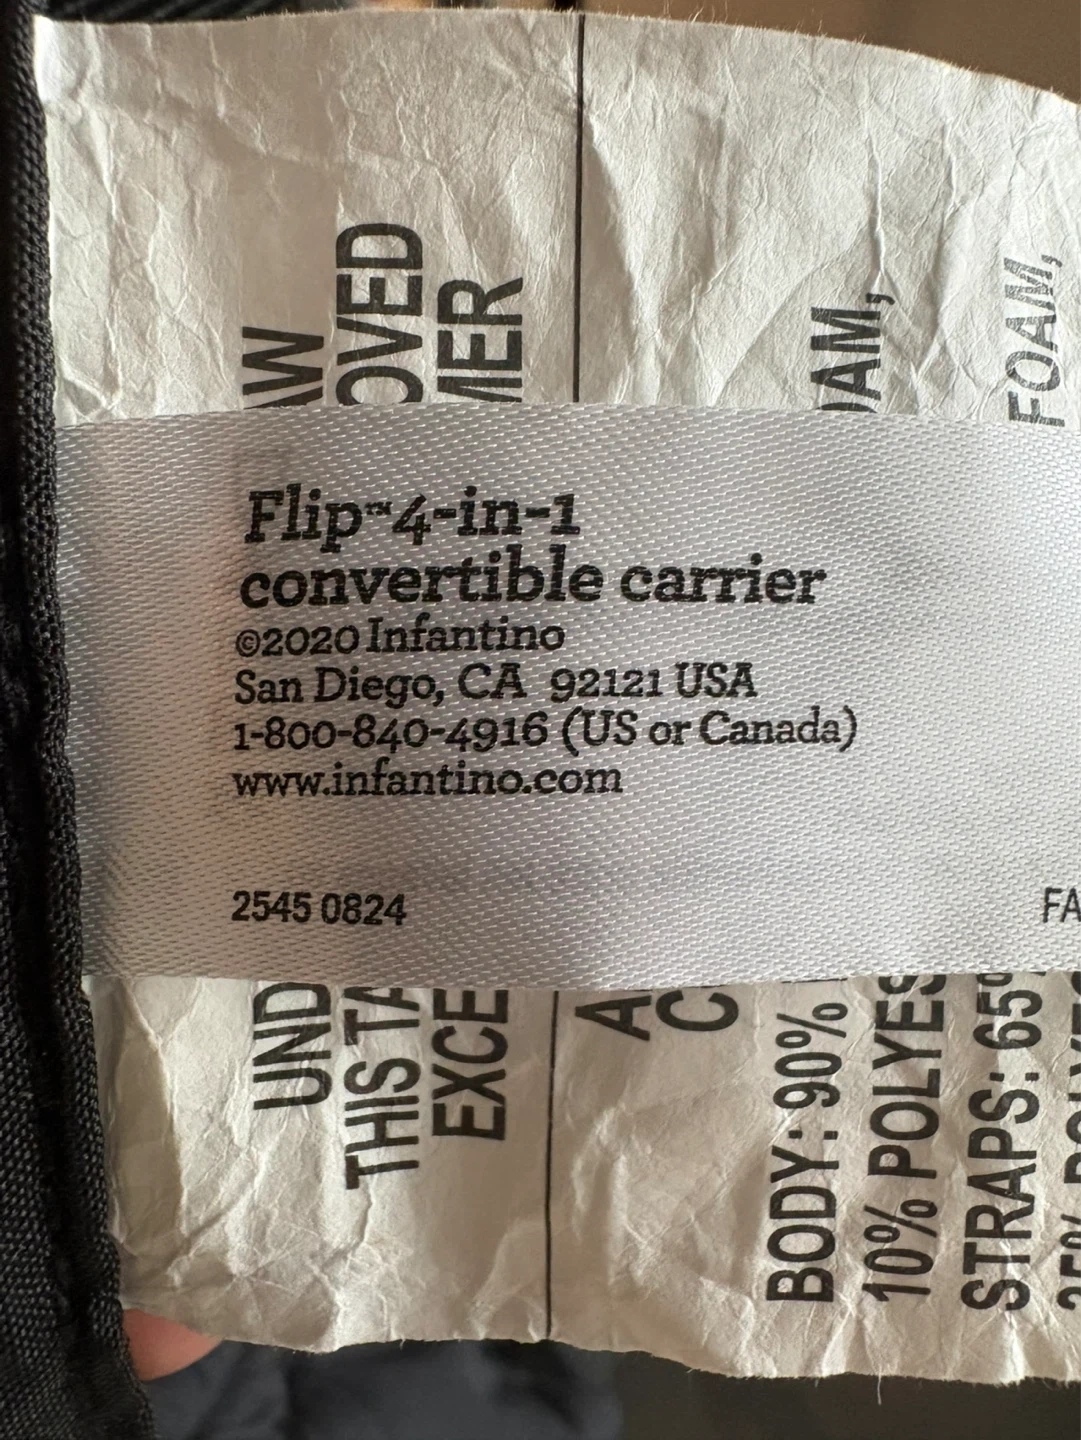 Flip™ 4-in-1
convertible carrier
©2020 Infantino
San Diego, CA 92121 USA
1-800-840-4916 (US or Canada)
www.infantino.com
2545 0824
FA
UND
AW
THIS TA
OVED
EXCE
MER
A
C
BODY: 90%
OAM,
10% POLYES
STRAPS: 65%
FOAM,